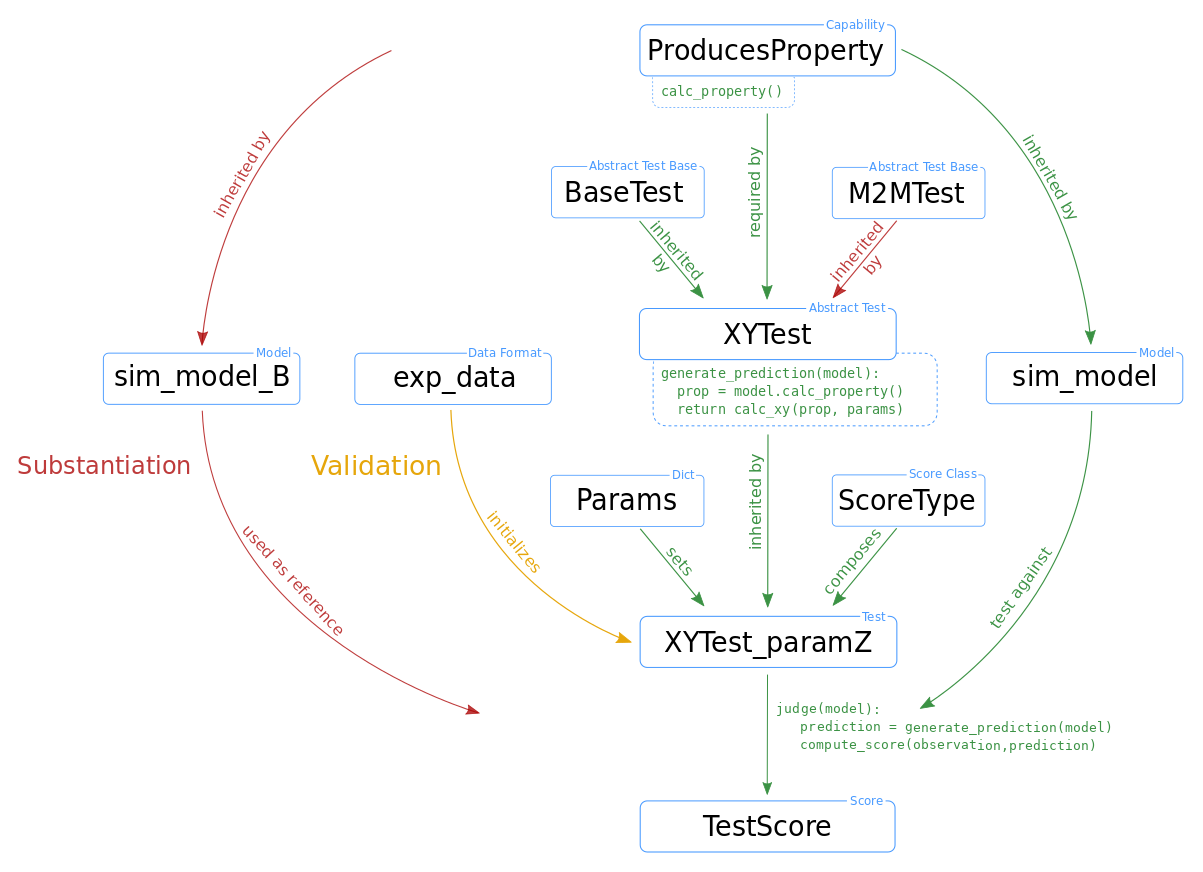 Capability
ProducesProperty
calc_property()
inherited by
required by
inherited by
Abstract Test Base
BaseTest
Abstract Test Base
M2MTest
inherited
by
inherited
by
Abstract Test
XYTest
Model
sim_model_B
Data Format
exp_data
Model
sim_model
generate_prediction(model):
prop = model.calc_property()
return calc_xy(prop, params)
Substantiation
Validation
Dict
Params
inherited by
Score Class
ScoreType
used as reference
initializes
sets
composes
test against
Test
XYTest_paramZ
judge(model):
prediction = generate_prediction(model)
compute_score(observation,prediction)
Score
TestScore